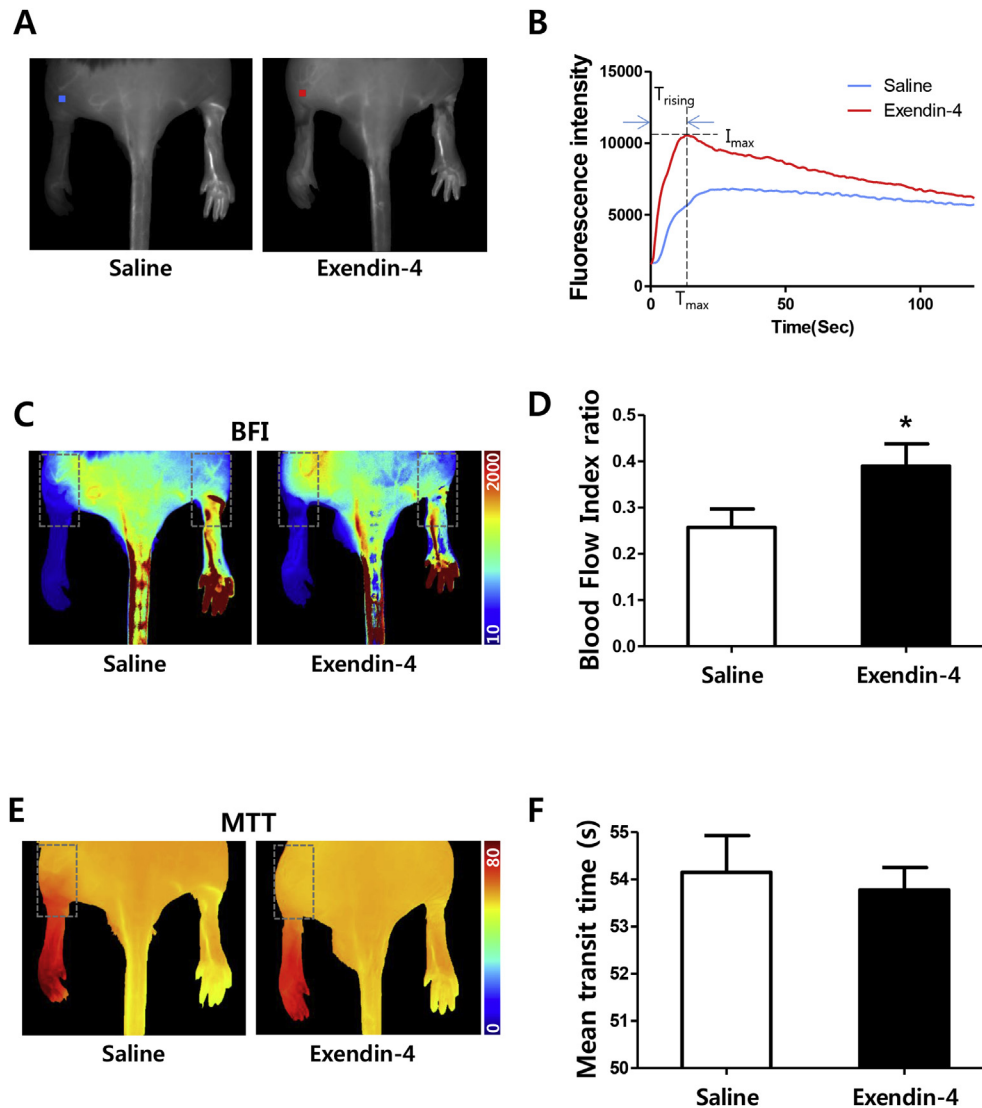 A
Saline
Exendin-4
B
Fluorescence intensity
15000
10000
5000
0
0
50
100
Time(Sec)
T rising
I max
T max
Saline
Exendin-4
C
BFI
2000
10
Saline
Exendin-4
D
Blood Flow Index ratio
0.5
0.4
0.3
0.2
0.1
0.0
*
Saline
Exendin-4
E
MTT
80
0
Saline
Exendin-4
F
Mean transit time (s)
55
54
53
52
51
50
Saline
Exendin-4